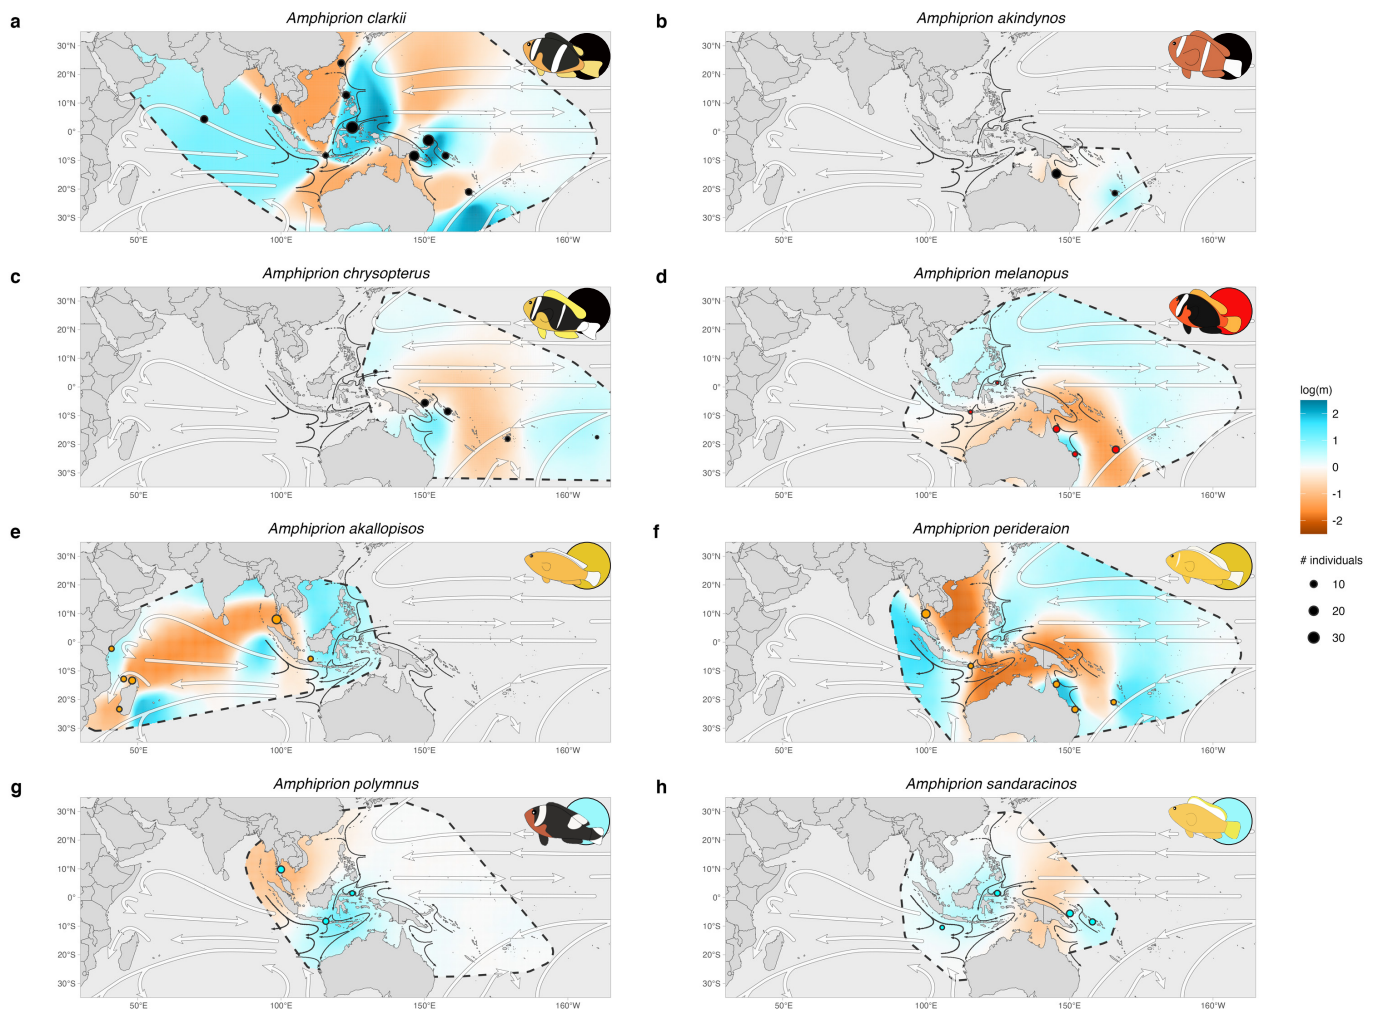 a
Amphiprion clarkii
30°N
20°N
10°N
0°
10°S
20°S
30°S
50°E
100°E
150°E
160°W
b
Amphiprion akindynos
30°N
20°N
10°N
0°
10°S
20°S
30°S
50°E
100°E
150°E
160°W
c
Amphiprion chrysopterus
30°N
20°N
10°N
0°
10°S
20°S
30°S
50°E
100°E
150°E
160°W
d
Amphiprion melanopus
30°N
20°N
10°N
0°
10°S
20°S
30°S
50°E
100°E
150°E
160°W
e
Amphiprion akallopisos
30°N
20°N
10°N
0°
10°S
20°S
30°S
50°E
100°E
150°E
160°W
f
Amphiprion perideraion
30°N
20°N
10°N
0°
10°S
20°S
30°S
50°E
100°E
150°E
160°W
g
Amphiprion polymnus
30°N
20°N
10°N
0°
10°S
20°S
30°S
50°E
100°E
150°E
160°W
h
Amphiprion sandaracinos
30°N
20°N
10°N
0°
10°S
20°S
30°S
50°E
100°E
150°E
160°W
log(m)
2
1
0
-1
-2
# individuals
10
20
30